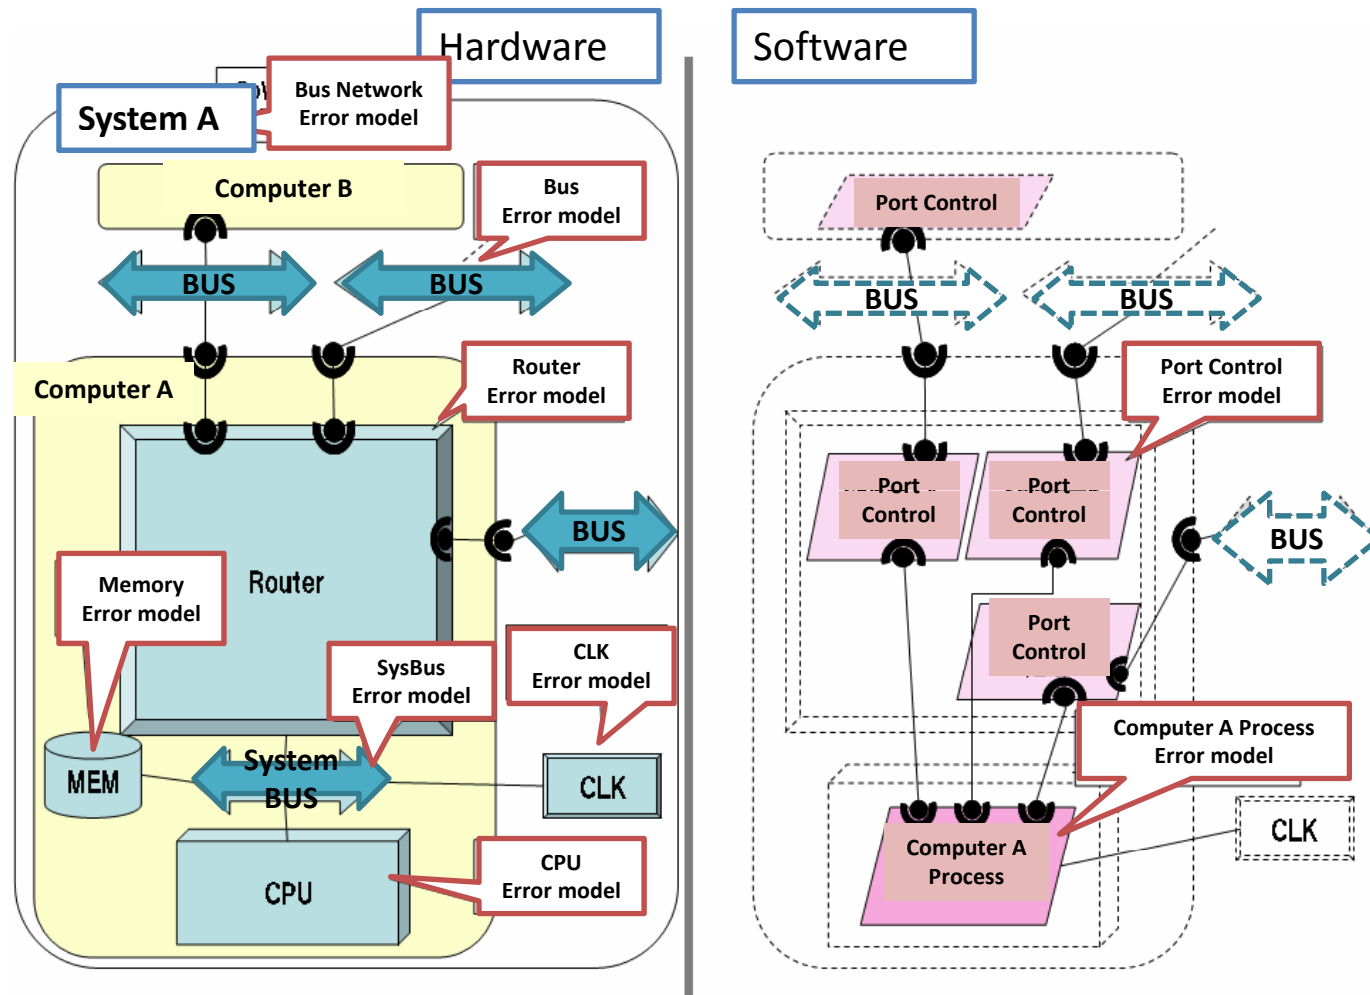 Hardware
Software
Bus Network
Error model
System A
Computer B
Bus
Error model
Port Control
BUS
BUS
BUS
BUS
Computer A
Router
Error model
Port Control
Error model
Port
Control
Port
Control
BUS
BUS
Router
Memory
Error model
Port
Control
SysBus
Error model
CLK
Error model
Computer A Process
Error model
System
BUS
MEM
CLK
CLK
CPU
CPU
Error model
Computer A
Process